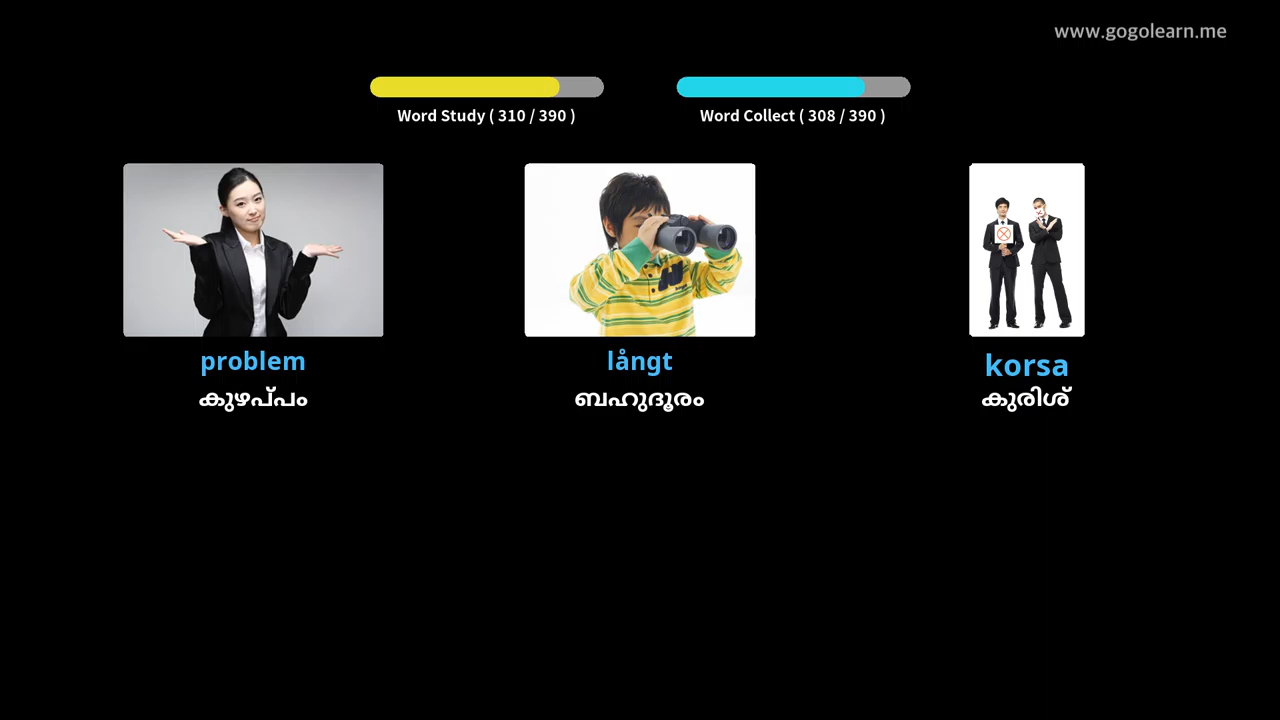 www.gogolearn.me
Word Study ( 310 / 390 )
Word Collect ( 308 / 390 )
problem
കുഴപ്പം
långt
ബഹുദൂരം
korsa
കുരിശ്